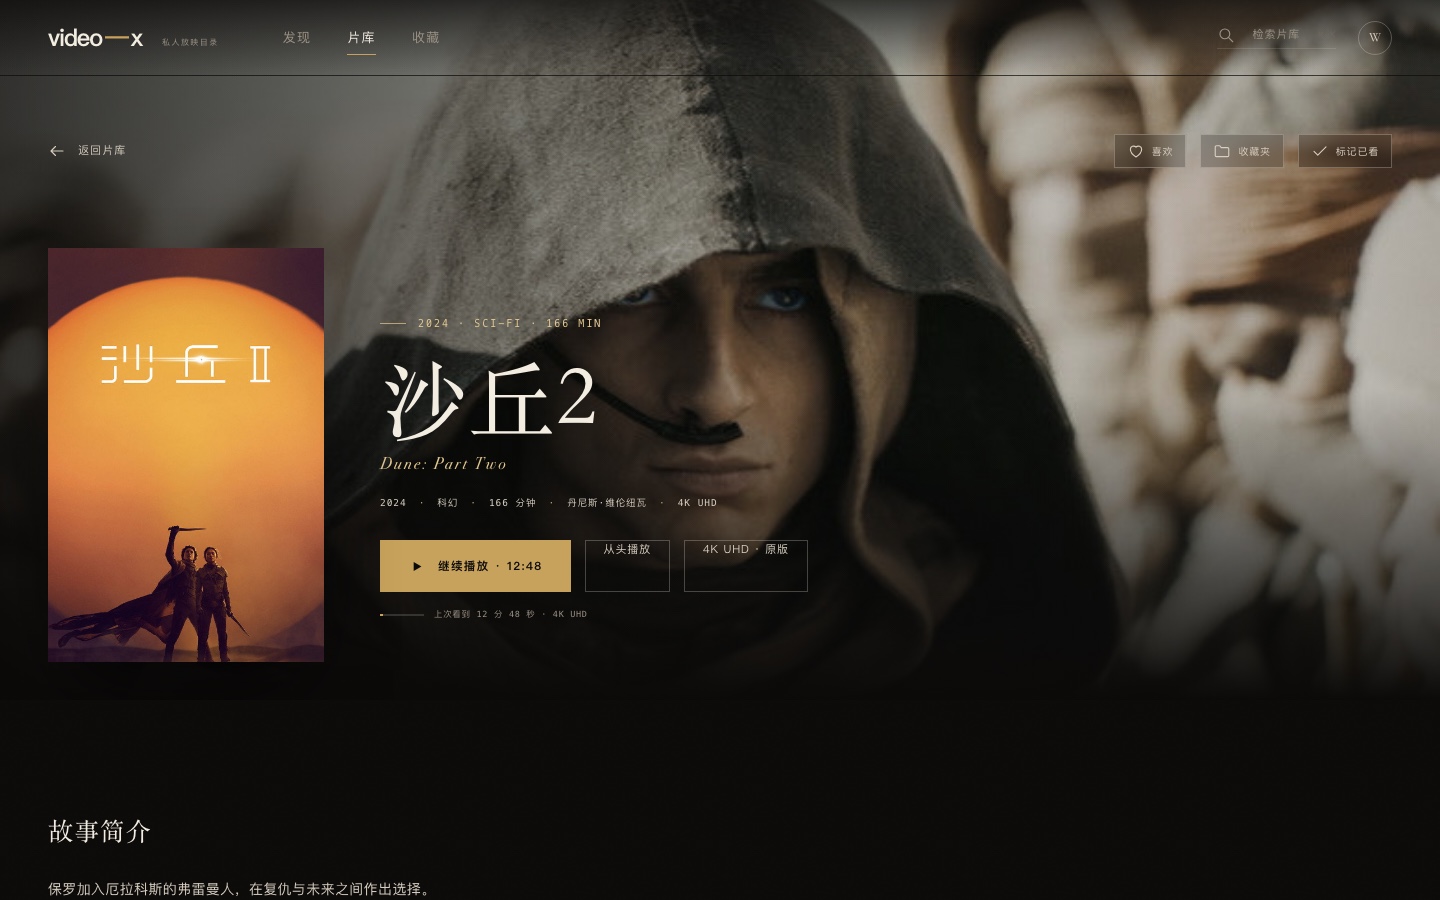 video—x 私人放映目录 发现 片库 收藏 检索片库 W
返回片库 喜欢 收藏夹 标记已看
沙丘II
2024 · SCI-FI · 166 MIN
沙丘2
Dune: Part Two
2024 · 科幻 · 166 分钟 · 丹尼斯·维伦纽瓦 · 4K UHD
继续播放 · 12:48 从头播放 4K UHD · 原版
上次看到 12 分 48 秒 · 4K UHD
故事简介
保罗加入厄拉科斯的弗雷曼人，在复仇与未来之间作出选择。